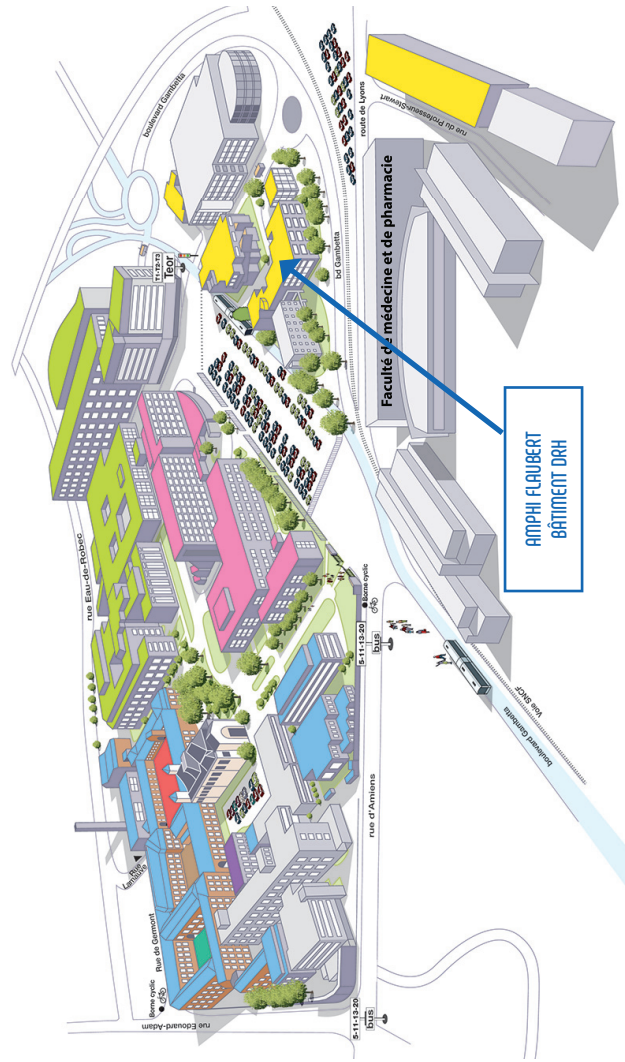 boulevard Gambetta
route de Lyons
rue du Professeur-Stewart
T1-T2-T3
Teor
bd Gambetta
Faculté de médecine et de pharmacie
AMPHI FLAUBERT
BÂTIMENT DRH
rue Eau-de-Robec
Borne cyclic
5-11-13-20
bus
Voie SNCF
boulevard Gambetta
rue d'Amiens
Rue
Lamauve
Rue de Germont
Borne cyclic
rue Edouard-Adam
5-11-13-20
bus